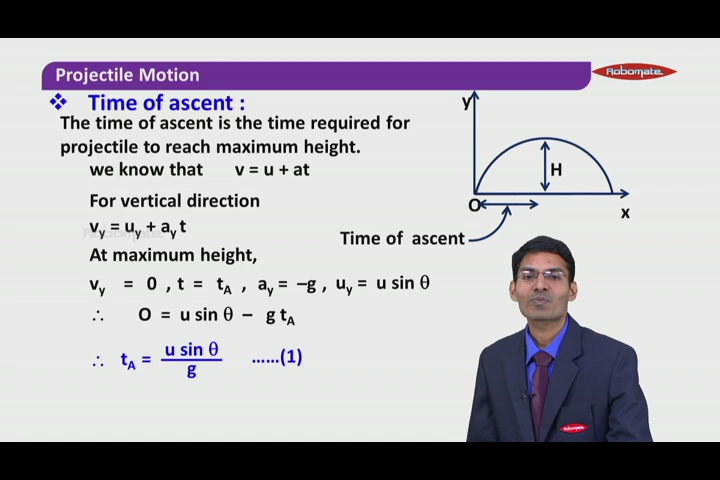 Projectile Motion
Robomate
❖ Time of ascent :
The time of ascent is the time required for
projectile to reach maximum height.
we know that v = u + at
For vertical direction
vy = uy + ay t
At maximum height,
vy = 0 , t = tA , ay = –g , uy = u sin θ
∴ O = u sin θ – g tA
∴ tA = u sin θ / g ......(1)
y
H
O
x
Time of ascent
Robomate